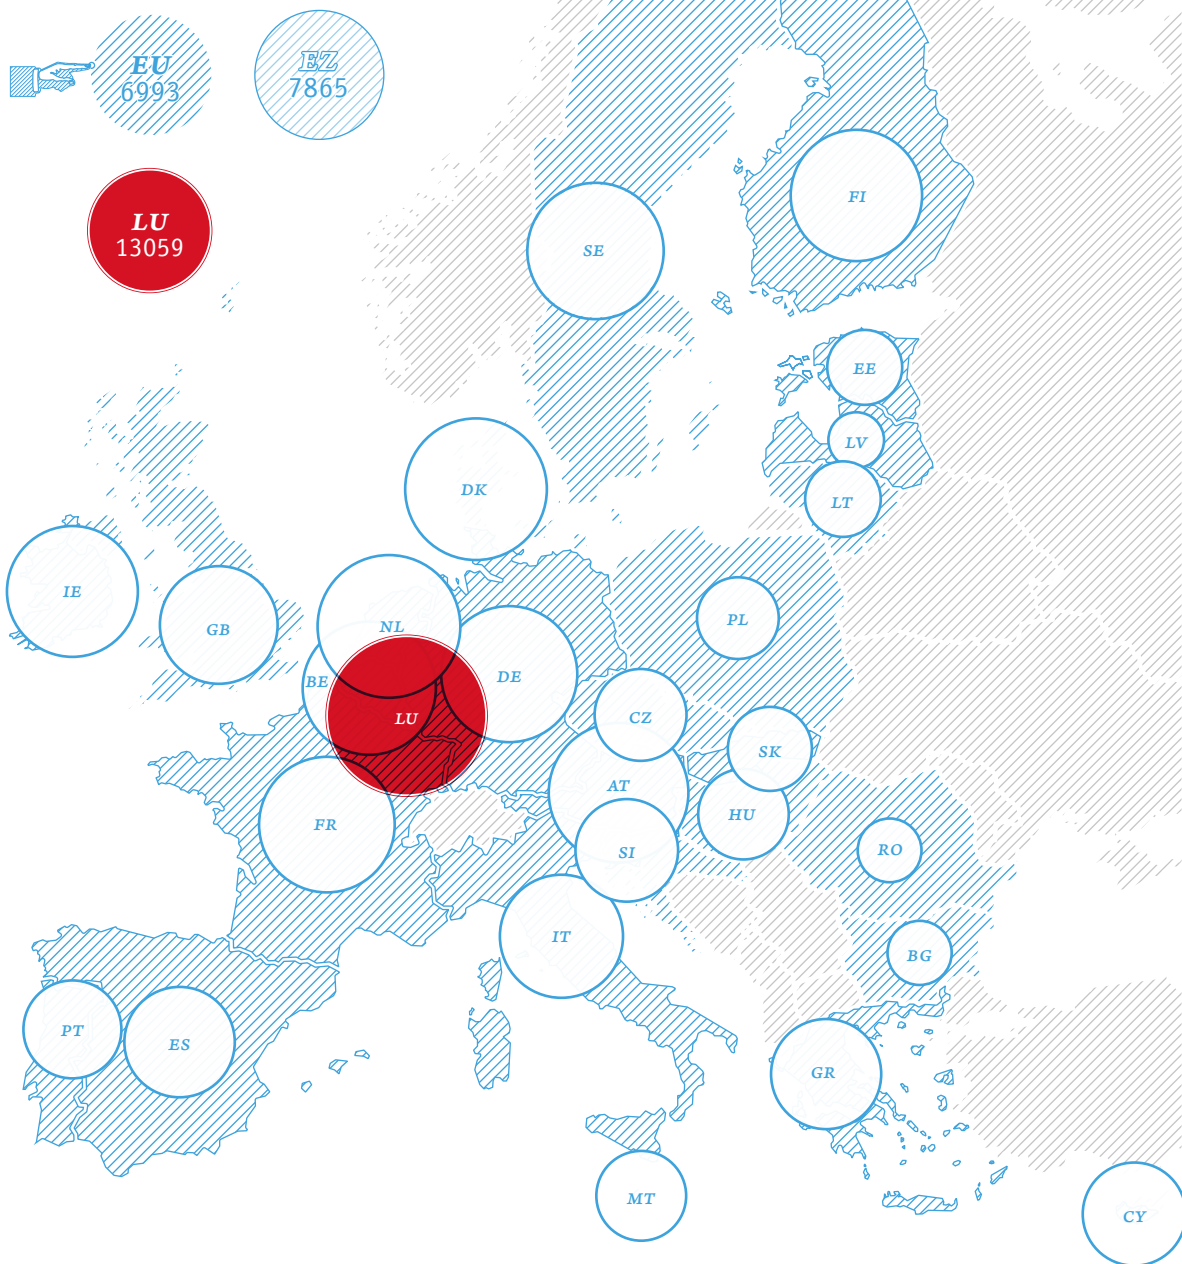 EU
6993
EZ
7865
LU
13059
FI
SE
EE
LV
DK
LT
IE
GB
NL
PL
BE
DE
LU
CZ
SK
AT
HU
FR
SI
RO
IT
BG
PT
ES
GR
MT
CY